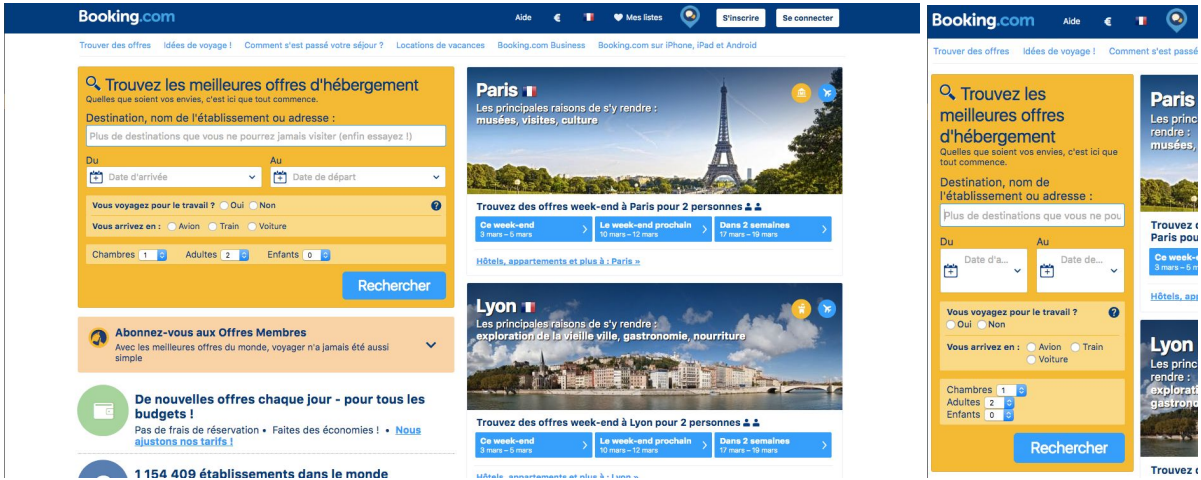 Booking.com
Aide € Mes listes S'inscrire Se connecter
Trouver des offres Idées de voyage ! Comment s'est passé votre séjour ? Locations de vacances Booking.com Business Booking.com sur iPhone, iPad et Android
Trouvez les meilleures offres d'hébergement
Quelles que soient vos envies, c'est ici que tout commence.
Destination, nom de l'établissement ou adresse :
Plus de destinations que vous ne pourrez jamais visiter (enfin essayez !)
Du Au
Date d'arrivée Date de départ
Vous voyagez pour le travail ? Oui Non ?
Vous arrivez en : Avion Train Voiture
Chambres 1 Adultes 2 Enfants 0
Rechercher
Abonnez-vous aux Offres Membres
Avec les meilleures offres du monde, voyager n'a jamais été aussi
simple
De nouvelles offres chaque jour - pour tous les
budgets !
Pas de frais de réservation • Faites des économies ! • Nous
ajustons nos tarifs !
1 154 409 établissements dans le monde
Paris
Les principales raisons de s'y rendre :
musées, visites, culture
Trouvez des offres week-end à Paris pour 2 personnes
Ce week-end Le week-end prochain Dans 2 semaines
3 mars – 5 mars 10 mars – 12 mars 17 mars – 19 mars
Hôtels, appartements et plus à : Paris »
Lyon
Les principales raisons de s'y rendre :
exploration de la vieille ville, gastronomie, nourriture
Trouvez des offres week-end à Lyon pour 2 personnes
Ce week-end Le week-end prochain Dans 2 semaines
3 mars – 5 mars 10 mars – 12 mars 17 mars – 19 mars
Hôtels, appartements et plus à : Lyon »
Booking.com Aide €
Trouver des offres Idées de voyage ! Comment s'est passé
Trouvez les
meilleures offres
d'hébergement
Quelles que soient vos envies, c'est ici que
tout commence.
Destination, nom de
l'établissement ou adresse :
Plus de destinations que vous ne pou
Du Au
Date d'a... Date de...
Vous voyagez pour le travail ? ?
Oui Non
Vous arrivez en : Avion Train
Voiture
Chambres 1
Adultes 2
Enfants 0
Rechercher
Paris
Les princ
rendre :
musées,
Trouvez d
Paris pou
Ce week-e
3 mars – 5 m
Hôtels, app
Lyon
Les princ
rendre :
explorati
gastrono
Trouvez d